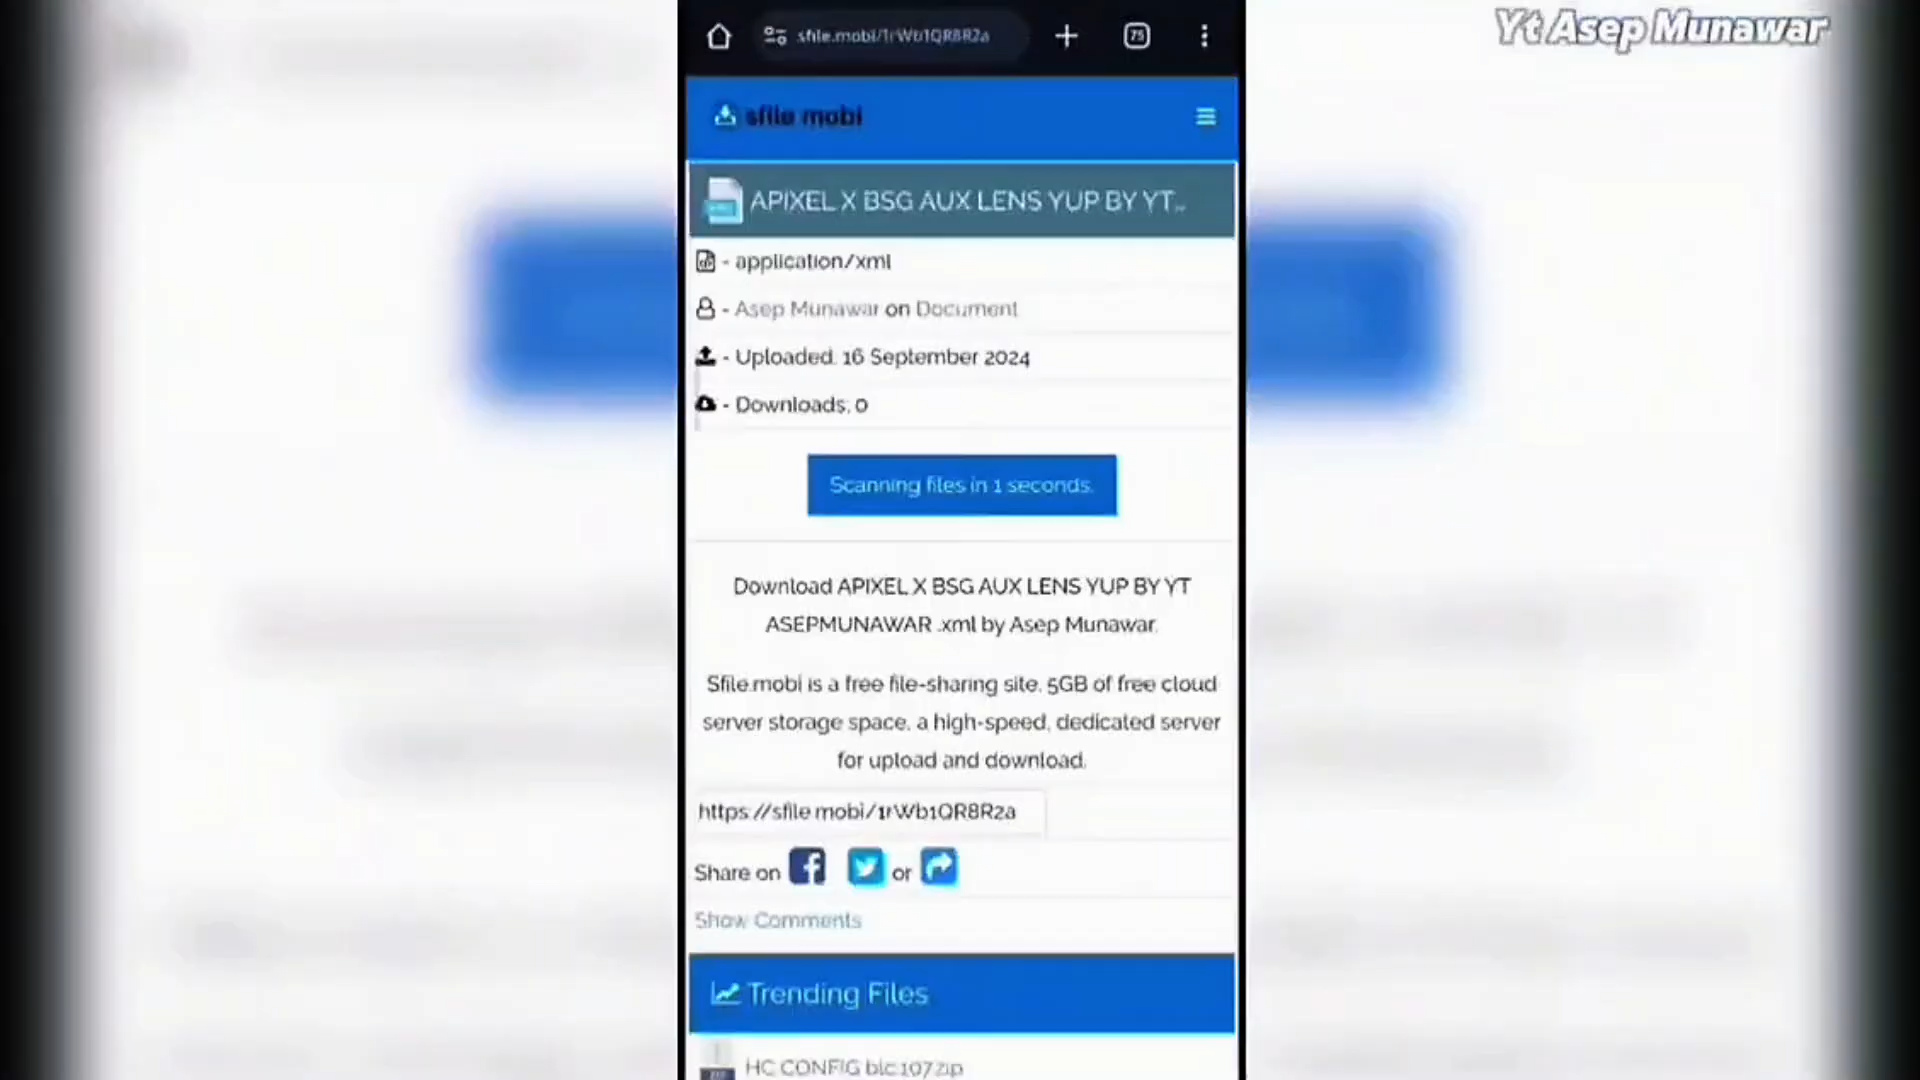 Yt Asep Munawar
sfile.mobi/1rWb1QR8R2a
75
sfile mobi
APIXEL X BSG AUX LENS YUP BY YT...
- application/xml
- Asep Munawar on Document
- Uploaded: 16 September 2024
- Downloads: 0
Scanning files in 1 seconds.
Download APIXEL X BSG AUX LENS YUP BY YT
ASEPMUNAWAR .xml by Asep Munawar.
Sfile.mobi is a free file-sharing site. 5GB of free cloud
server storage space, a high-speed, dedicated server
for upload and download.
https://sfile.mobi/1rWb1QR8R2a
Share on or
Show Comments
Trending Files
HC CONFIG blc.107.zip